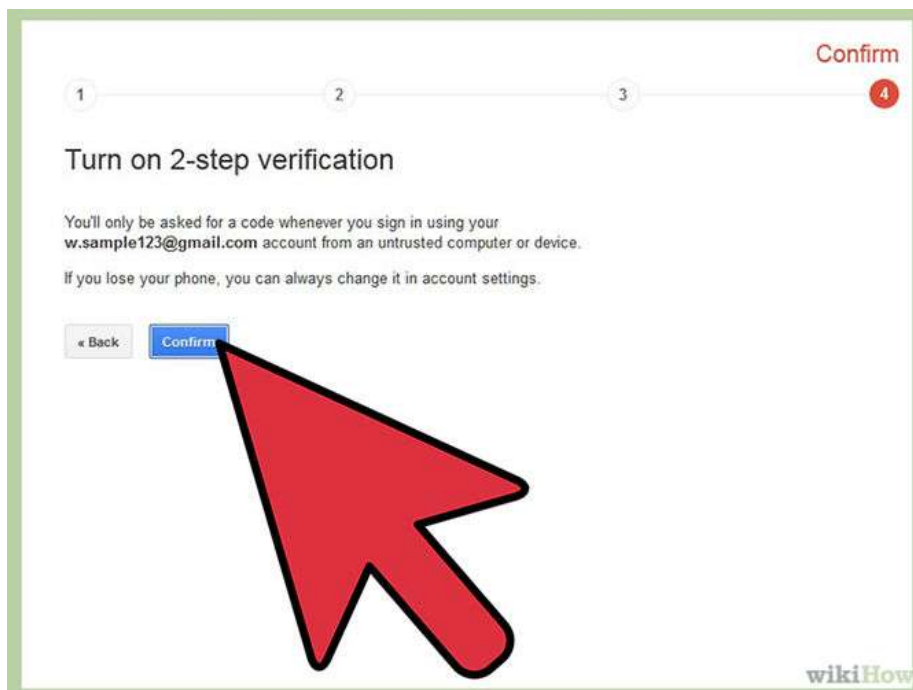 Confirm
1 2 3 4
Turn on 2-step verification
You'll only be asked for a code whenever you sign in using your
w.sample123@gmail.com account from an untrusted computer or device.
If you lose your phone, you can always change it in account settings.
« Back Confirm
wikiHow